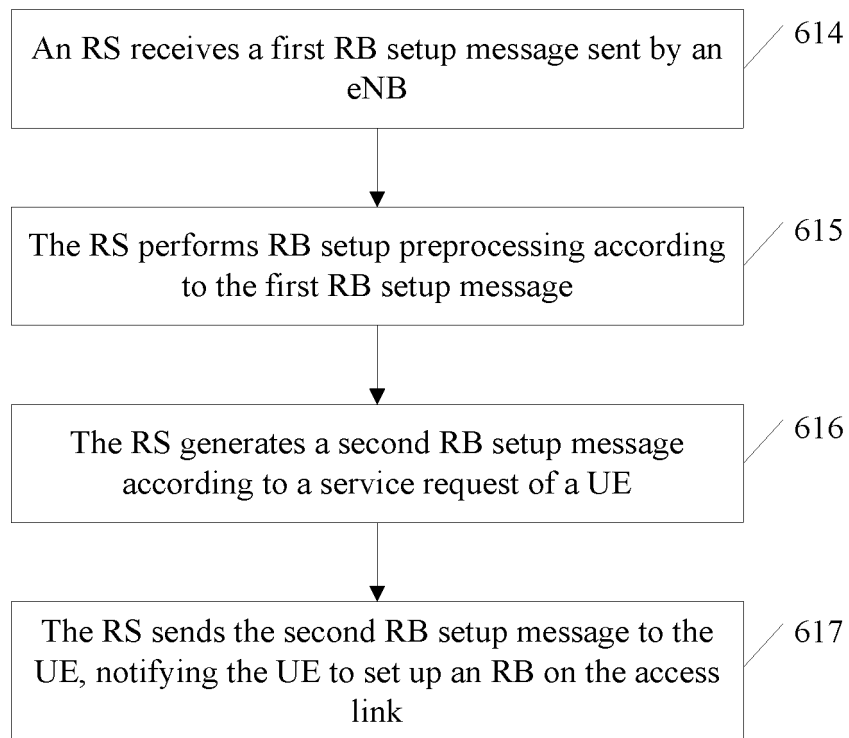 An RS receives a first RB setup message sent by an
eNB
614
The RS performs RB setup preprocessing according
to the first RB setup message
615
The RS generates a second RB setup message
according to a service request of a UE
616
The RS sends the second RB setup message to the
UE, notifying the UE to set up an RB on the access
link
617